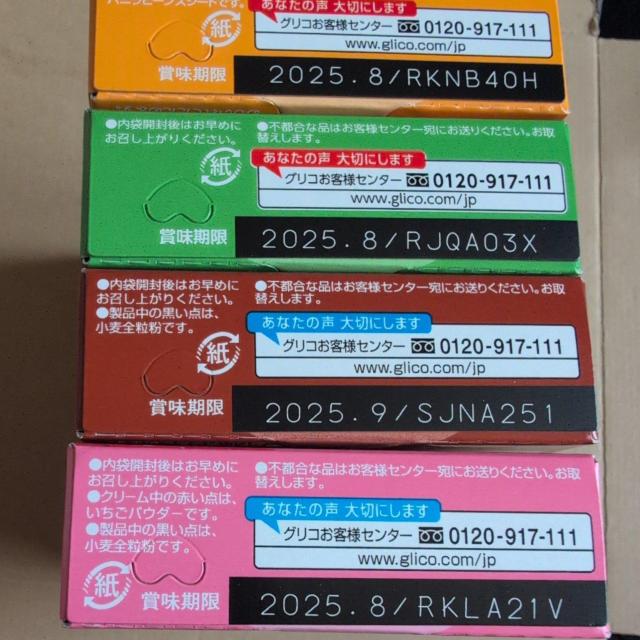 バニラビーンズシードです。
あなたの声 大切にします
グリコお客様センター 0120-917-111
www.glico.com/jp
紙
賞味期限 2025.8/RKNB40H
●内袋開封後はお早めに
お召し上がりください。
●不都合な品はお客様センター宛にお送りください。お取
替えします。
紙
あなたの声 大切にします
グリコお客様センター 0120-917-111
www.glico.com/jp
賞味期限 2025.8/RJQA03X
●内袋開封後はお早めに
お召し上がりください。
●製品中の黒い点は、
小麦全粒粉です。
●不都合な品はお客様センター宛にお送りください。お取
替えします。
紙
あなたの声 大切にします
グリコお客様センター 0120-917-111
www.glico.com/jp
賞味期限 2025.9/SJNA251
●内袋開封後はお早めに
お召し上がりください。
●クリーム中の赤い点は、
いちごパウダーです。
●製品中の黒い点は、
小麦全粒粉です。
●不都合な品はお客様センター宛にお送りください。お取
替えします。
あなたの声 大切にします
グリコお客様センター 0120-917-111
www.glico.com/jp
紙
賞味期限 2025.8/RKLA21V